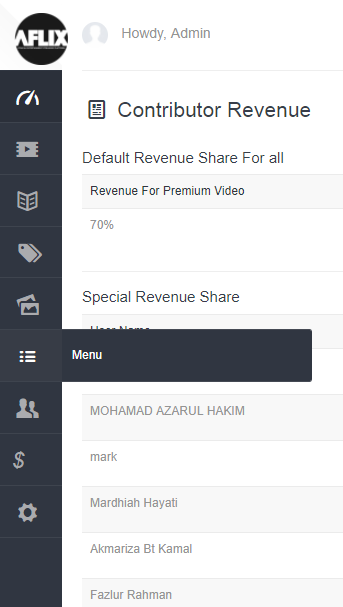 AFLIX
Howdy, Admin
Contributor Revenue
Default Revenue Share For all
Revenue For Premium Video
70%
Special Revenue Share
User Name
Menu
MOHAMAD AZARUL HAKIM
mark
Mardhiah Hayati
Akmariza Bt Kamal
$
Fazlur Rahman